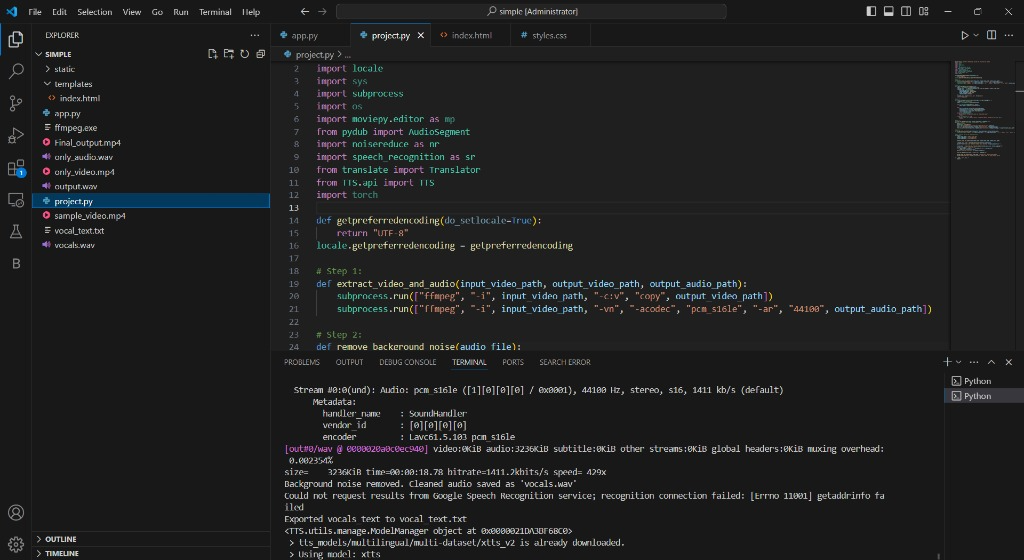 File Edit Selection View Go Run Terminal Help
simple [Administrator]
EXPLORER
SIMPLE
static
templates
index.html
app.py
ffmpeg.exe
Final_output.mp4
only_audio.wav
only_video.mp4
output.wav
project.py
sample_video.mp4
vocal_text.txt
vocals.wav
OUTLINE
TIMELINE
1
B
app.py project.py index.html # styles.css
project.py > ...
2 import locale
3 import sys
4 import subprocess
5 import os
6 import moviepy.editor as mp
7 from pydub import AudioSegment
8 import noisereduce as nr
9 import speech_recognition as sr
10 from translate import Translator
11 from TTS.api import TTS
12 import torch
13
14 def getpreferredencoding(do_setlocale=True):
15 return "UTF-8"
16 locale.getpreferredencoding = getpreferredencoding
17
18 # Step 1:
19 def extract_video_and_audio(input_video_path, output_video_path, output_audio_path):
20 subprocess.run(["ffmpeg", "-i", input_video_path, "-c:v", "copy", output_video_path])
21 subprocess.run(["ffmpeg", "-i", input_video_path, "-vn", "-acodec", "pcm_s16le", "-ar", "44100", output_audio_path])
22
23 # Step 2:
24 def remove_background_noise(audio_file):
PROBLEMS OUTPUT DEBUG CONSOLE TERMINAL PORTS SEARCH ERROR
Python
Python
Stream #0:0(und): Audio: pcm_s16le ([1][0][0][0] / 0x0001), 44100 Hz, stereo, s16, 1411 kb/s (default)
Metadata:
handler_name : SoundHandler
vendor_id : [0][0][0][0]
encoder : Lavc61.5.103 pcm_s16le
[out#0/wav @ 0000020a0c0ec940] video:0KiB audio:3236KiB subtitle:0KiB other streams:0KiB global headers:0KiB muxing overhead:
0.002354%
size= 3236KiB time=00:00:18.78 bitrate=1411.2kbits/s speed= 429x
Background noise removed. Cleaned audio saved as 'vocals.wav'
Could not request results from Google Speech Recognition service; recognition connection failed: [Errno 11001] getaddrinfo fa
iled
Exported vocals text to vocal_text.txt
<TTS.utils.manage.ModelManager object at 0x0000021DA3BF6BC0>
> tts_models/multilingual/multi-dataset/xtts_v2 is already downloaded.
> Using model: xtts